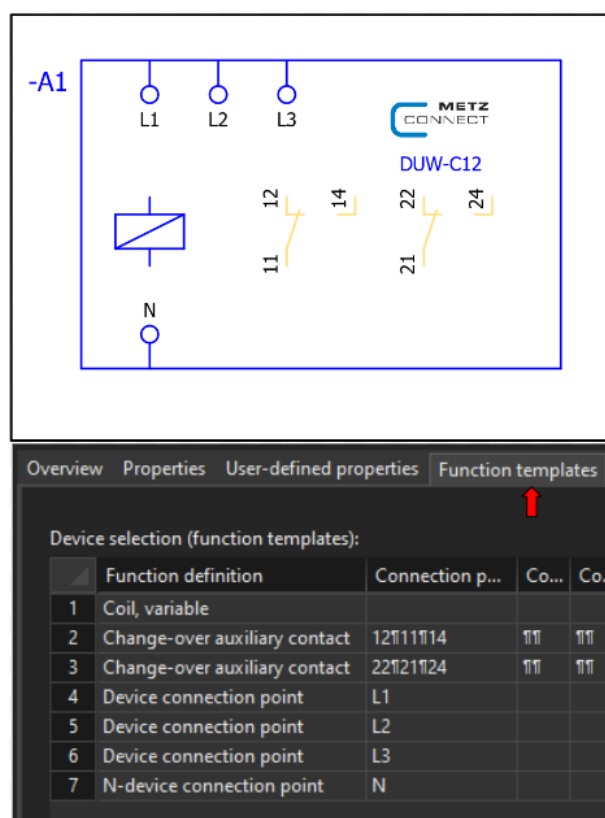 -A1
L1 L2 L3
METZ
CONNECT
DUW-C12
12 14 22 24
11 21
N
Overview Properties User-defined properties Function templates
Device selection (function templates):
Function definition Connection p... Co... Co.
1 Coil, variable
2 Change-over auxiliary contact 12¶11¶14 ¶¶ ¶¶
3 Change-over auxiliary contact 22¶21¶24 ¶¶ ¶¶
4 Device connection point L1
5 Device connection point L2
6 Device connection point L3
7 N-device connection point N